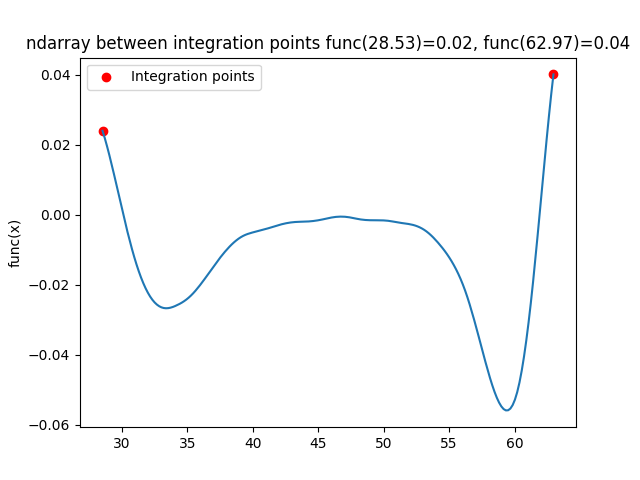 ndarray between integration points func(28.53)=0.02, func(62.97)=0.04
Integration points
func(x)
0.04
0.02
0.00
−0.02
−0.04
−0.06
30 35 40 45 50 55 60